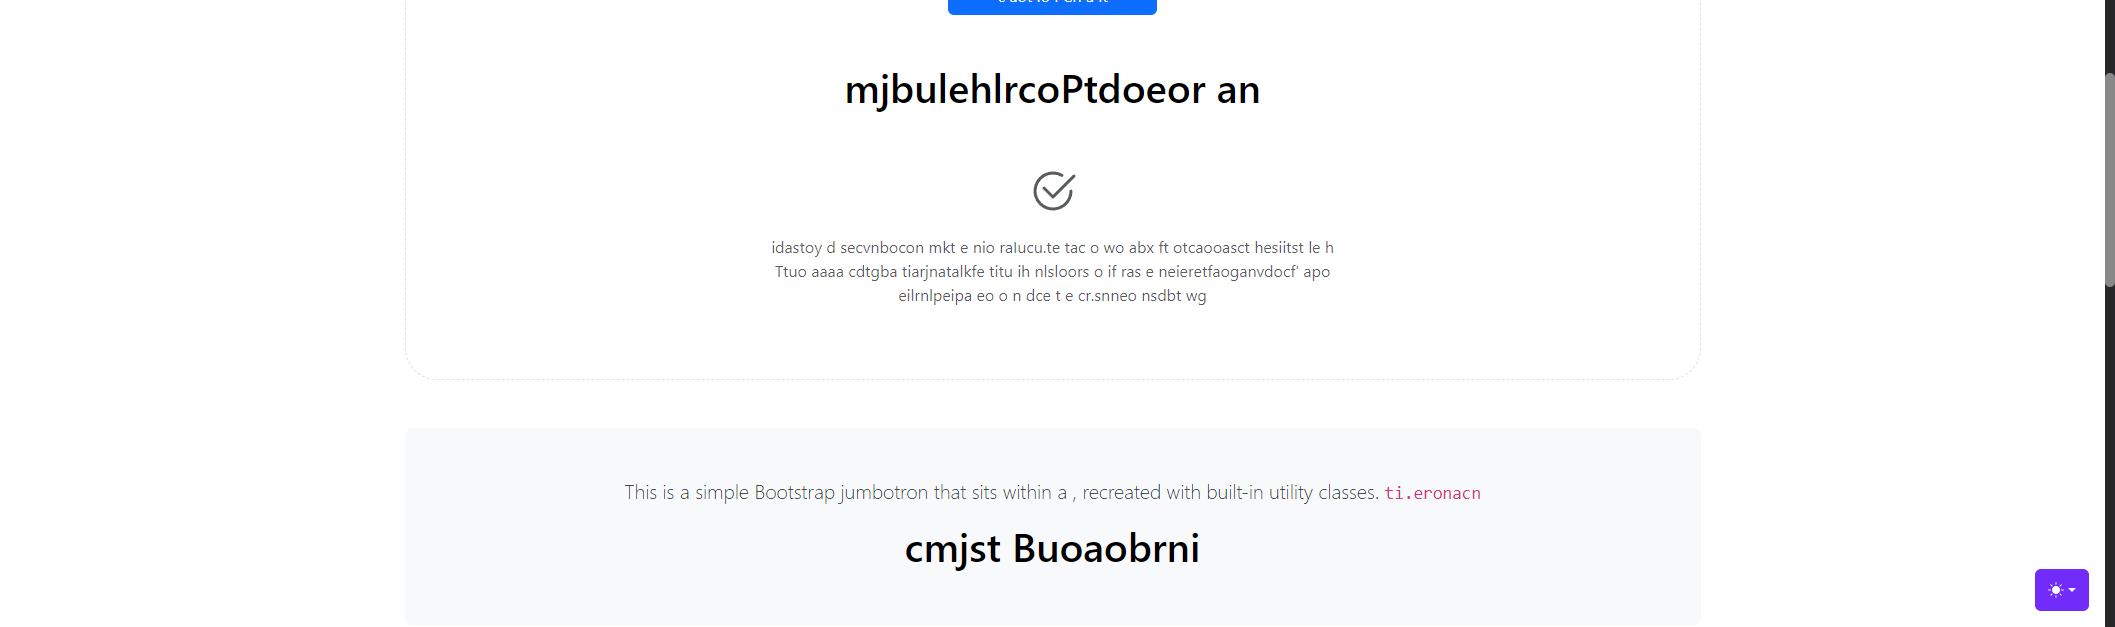 mjbulehlrcoPtdoeor an
idastoy d secvnbocon mkt e nio ralucu.te tac o wo abx ft otcaooasct hesiitst le h
Ttuo aaaa cdtgba tiarjnatalkfe titu ih nlsloors o if ras e neieretfaoganvdocf' apo
eilrnlpeipa eo o n dce t e cr.snneo nsdbt wg
This is a simple Bootstrap jumbotron that sits within a , recreated with built-in utility classes. ti.eronacn
cmjst Buoaobrni